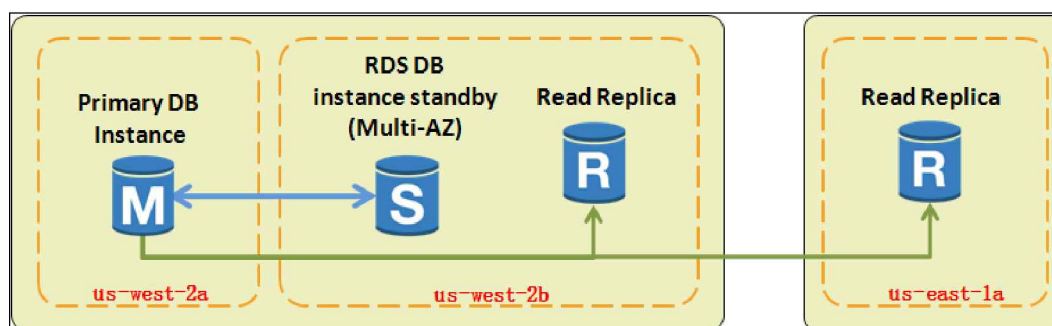 Primary DB
Instance
M
us-west-2a
RDS DB
instance standby
(Multi-AZ)
S
Read Replica
R
us-west-2b
Read Replica
R
us-east-1a